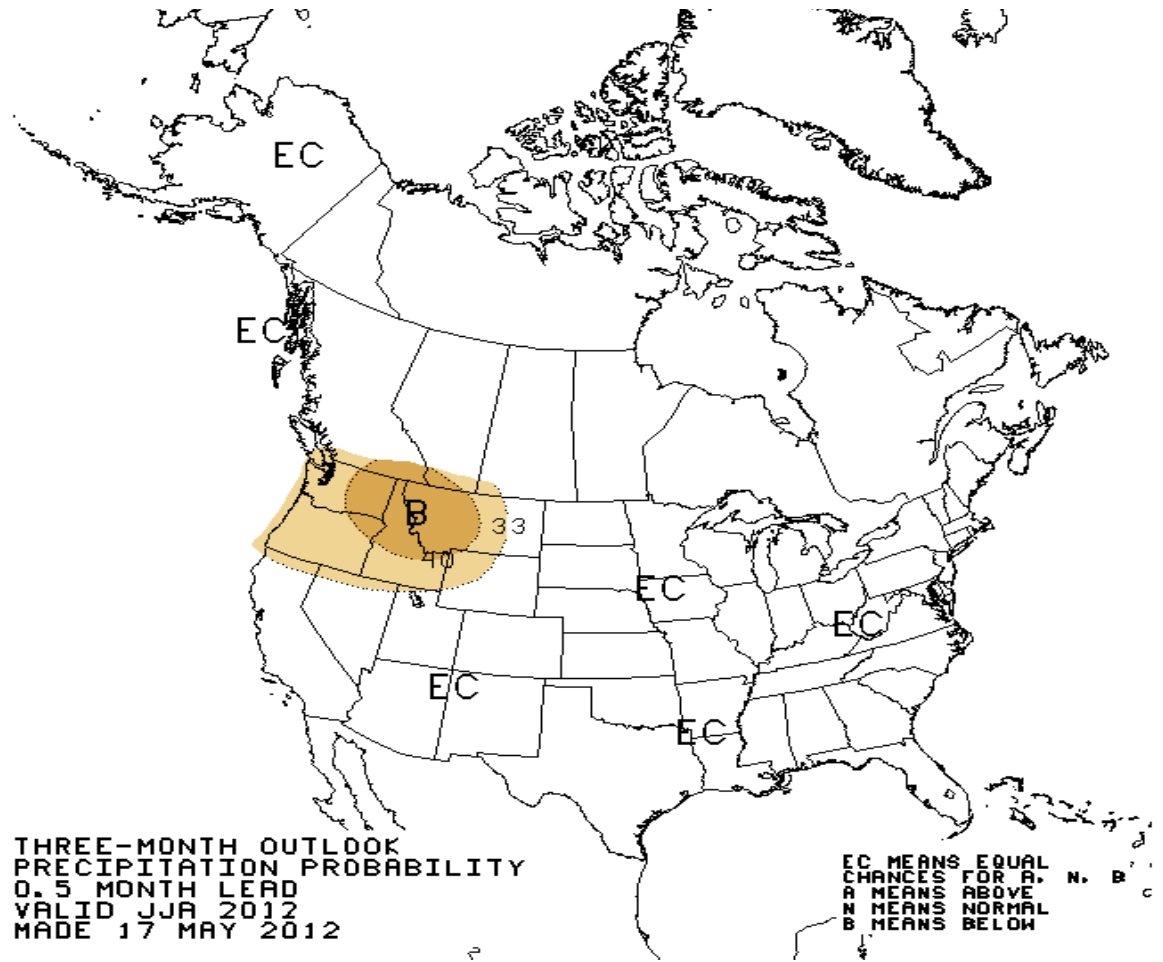 EC
EC
B
33
40
EC
EC
EC
EC
THREE-MONTH OUTLOOK
PRECIPITATION PROBABILITY
0.5 MONTH LEAD
VALID JJA 2012
MADE 17 MAY 2012
EC MEANS EQUAL
CHANCES FOR A, N, B
A MEANS ABOVE
N MEANS NORMAL
B MEANS BELOW